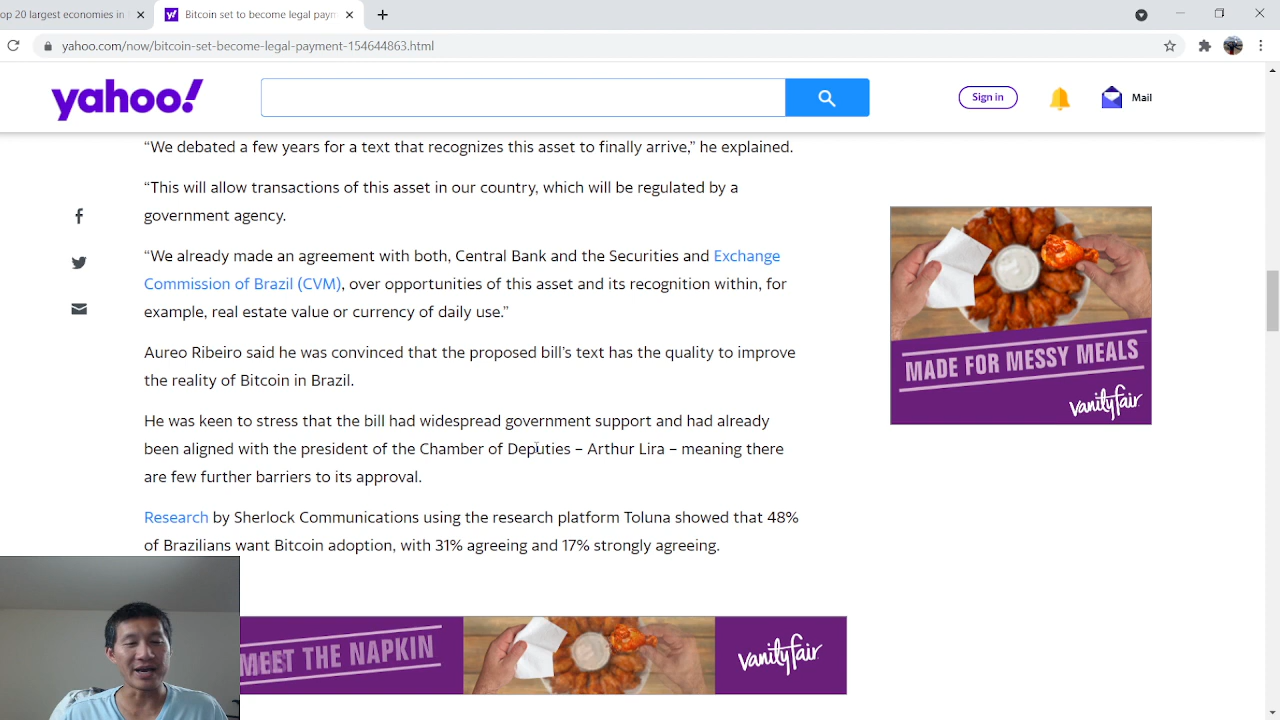 op 20 largest economies in
Bitcoin set to become legal paym
yahoo.com/now/bitcoin-set-become-legal-payment-154644863.html
yahoo!
Sign in
Mail
“We debated a few years for a text that recognizes this asset to finally arrive,” he explained.
“This will allow transactions of this asset in our country, which will be regulated by a
government agency.
“We already made an agreement with both, Central Bank and the Securities and Exchange
Commission of Brazil (CVM), over opportunities of this asset and its recognition within, for
example, real estate value or currency of daily use.”
Aureo Ribeiro said he was convinced that the proposed bill’s text has the quality to improve
the reality of Bitcoin in Brazil.
He was keen to stress that the bill had widespread government support and had already
been aligned with the president of the Chamber of Deputies – Arthur Lira – meaning there
are few further barriers to its approval.
Research by Sherlock Communications using the research platform Toluna showed that 48%
of Brazilians want Bitcoin adoption, with 31% agreeing and 17% strongly agreeing.
MADE FOR MESSY MEALS
vanityfair
MEET THE NAPKIN
vanityfair